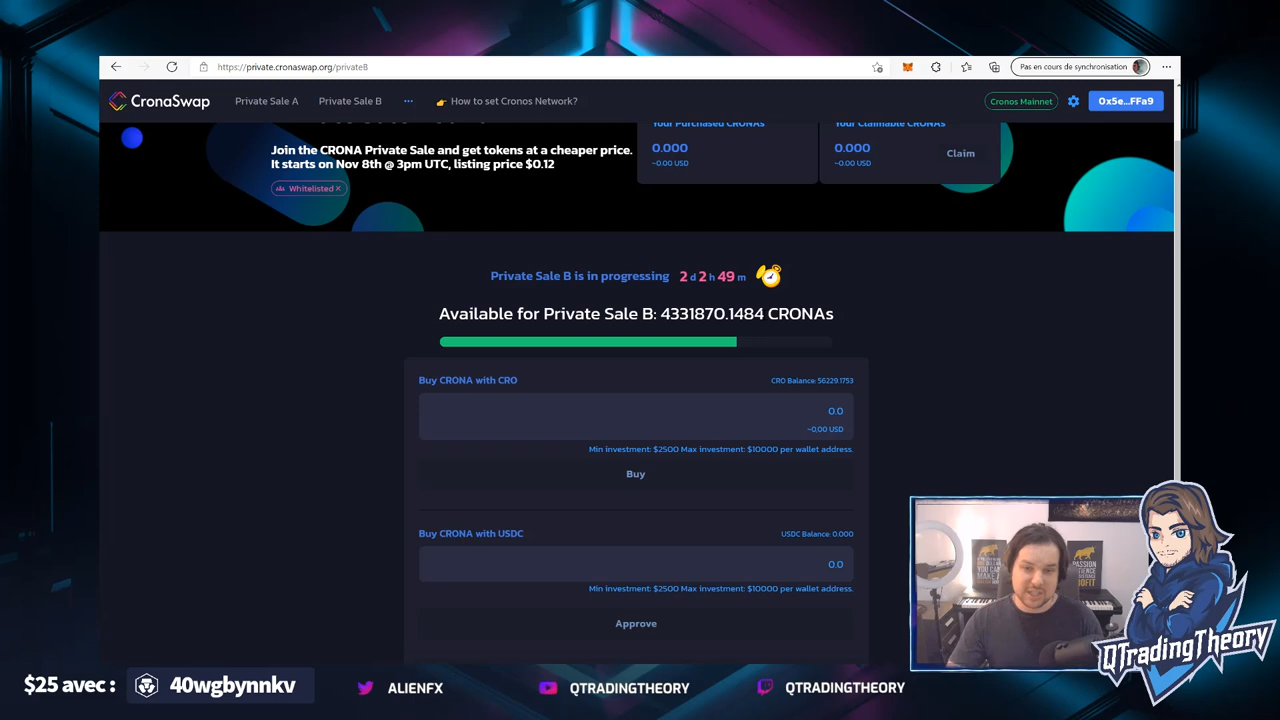 https://private.cronaswap.org/privateB
Pas en cours de synchronisation
CronaSwap
Private Sale A
Private Sale B
How to set Cronos Network?
Cronos Mainnet
0x5e...FFa9
Join the CRONA Private Sale and get tokens at a cheaper price.
It starts on Nov 8th @ 3pm UTC, listing price $0.12
Whitelisted ×
Your Purchased CRONAs
0.000
~0.00 USD
Your Claimable CRONAs
0.000
~0.00 USD
Claim
Private Sale B is in progressing 2 d 2 h 49 m
Available for Private Sale B: 4331870.1484 CRONAs
Buy CRONA with CRO
CRO Balance: 56229.1753
0.0
~0.00 USD
Min investment: $2500 Max investment: $10000 per wallet address.
Buy
Buy CRONA with USDC
USDC Balance: 0.000
0.0
Min investment: $2500 Max investment: $10000 per wallet address.
Approve
QTradingTheory
$25 avec :
40wgbynnkv
ALIENFX
QTRADINGTHEORY
QTRADINGTHEORY